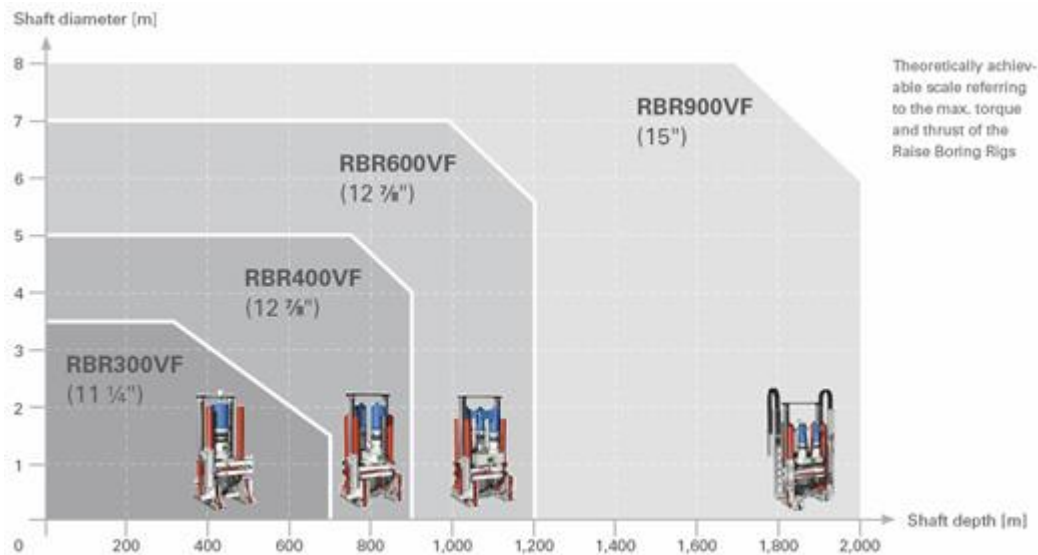 Shaft diameter [m]
8
7
6
5
4
3
2
1
0
200
400
600
800
1,000
1,200
1,400
1,600
1,800
2,000
Shaft depth [m]
RBR900VF
(15")
RBR600VF
(12 ⅞")
RBR400VF
(12 ⅞")
RBR300VF
(11 ¼")
Theoretically achiev-
able scale referring
to the max. torque
and thrust of the
Raise Boring Rigs